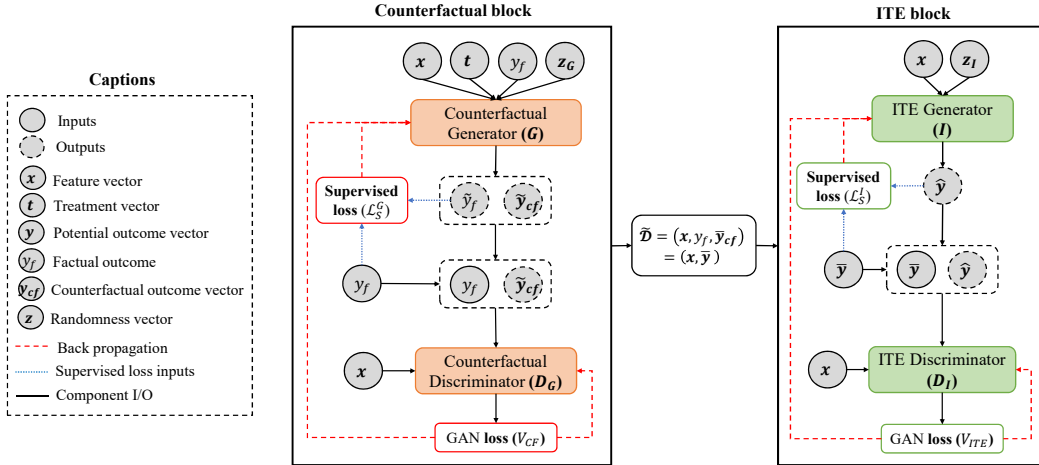 Captions
Inputs
Outputs
x Feature vector
t Treatment vector
y Potential outcome vector
y_f Factual outcome
y_cf Counterfactual outcome vector
z Randomness vector
Back propagation
Supervised loss inputs
Component I/O
Counterfactual block
x t y_f z_G
Counterfactual
Generator (G)
Supervised
loss (ℒ_S^G)
ỹ_f ỹ_cf
y_f
y_f ỹ_cf
x
Counterfactual
Discriminator (D_G)
GAN loss (V_CF)
𝒟̃ = (x, y_f, ȳ_cf)
= (x, ȳ)
ITE block
x z_I
ITE Generator
(I)
Supervised
loss (ℒ_S^I)
ŷ
ȳ
ȳ ŷ
x
ITE Discriminator
(D_I)
GAN loss (V_ITE)